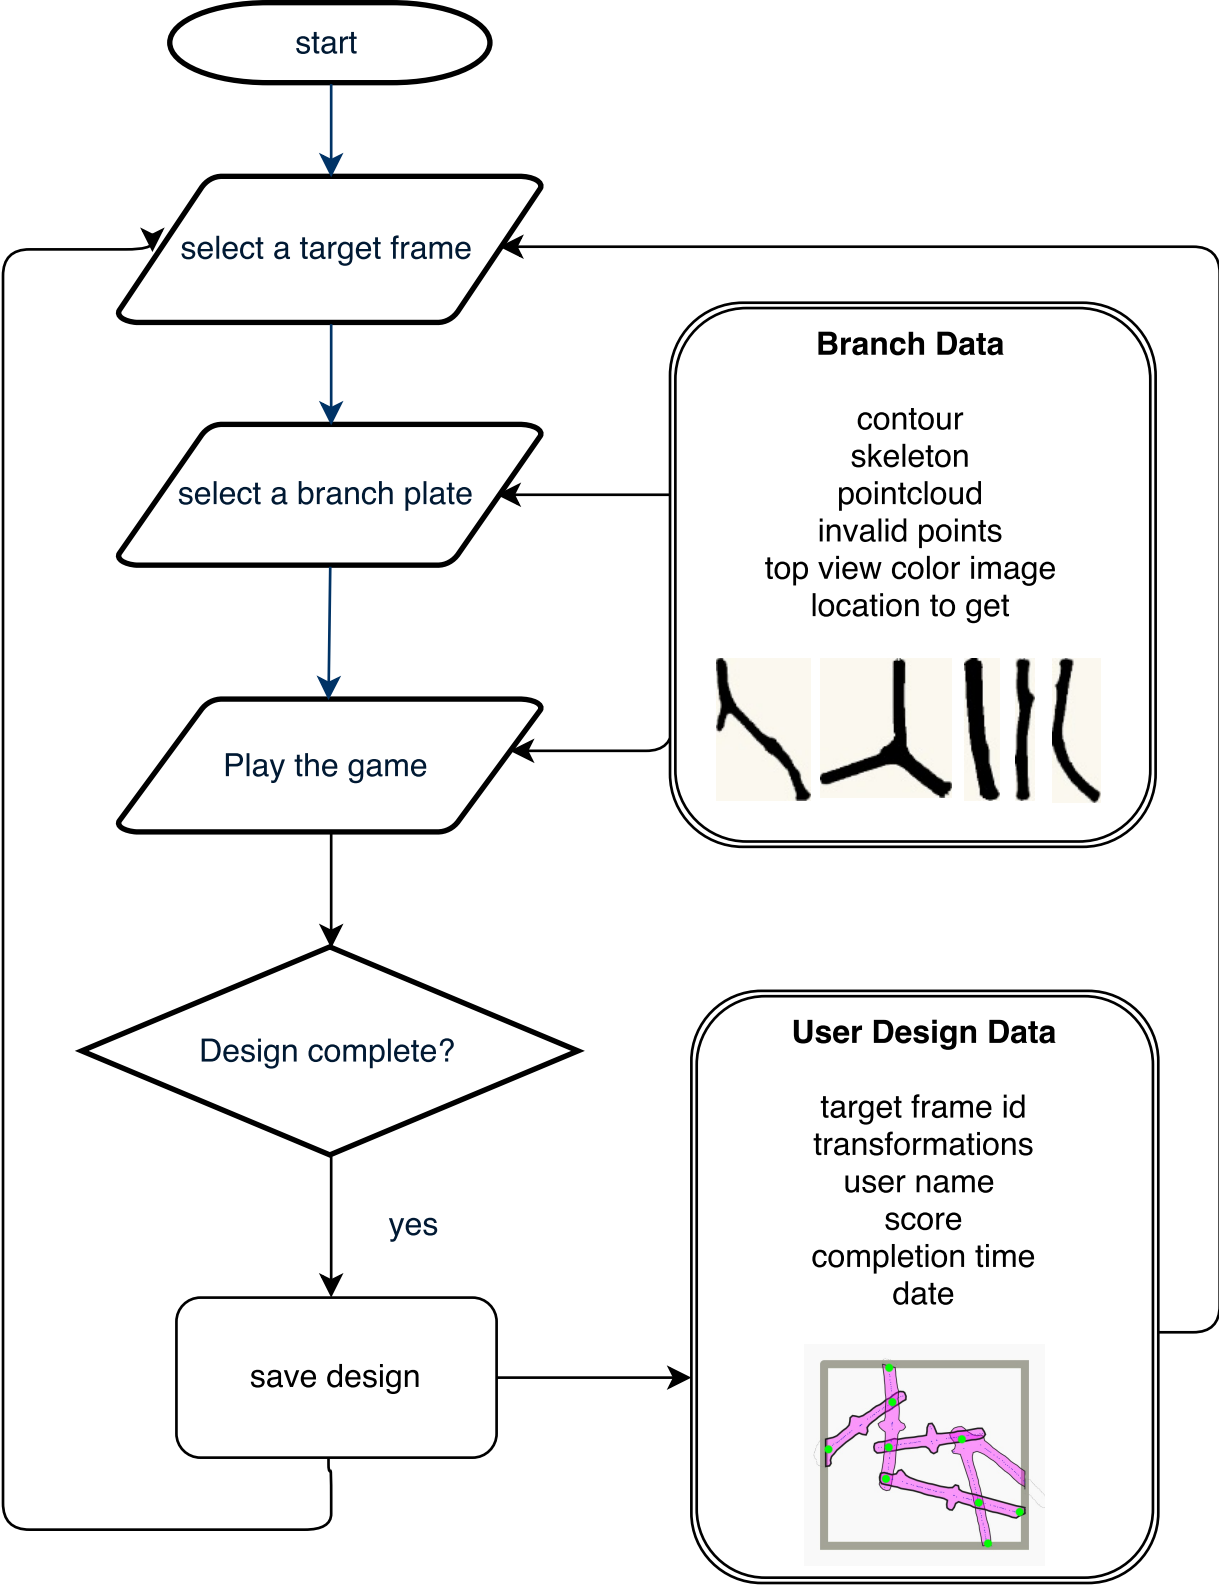 start
select a target frame
Branch Data
contour
skeleton
select a branch plate
pointcloud
invalid points
top view color image
location to get
Play the game
Design complete?
User Design Data
target frame id
transformations
user name
yes
score
completion time
date
save design